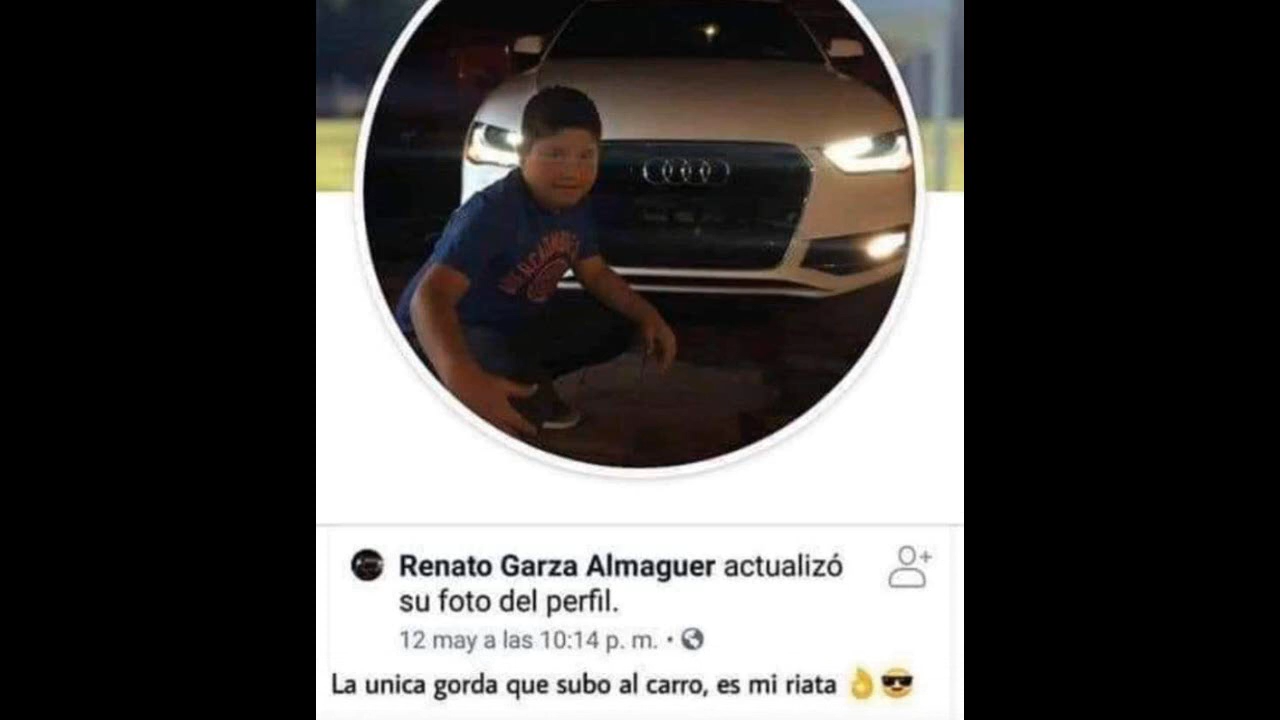 Renato Garza Almaguer actualizó
su foto del perfil.
12 may a las 10:14 p. m. •
La unica gorda que subo al carro, es mi riata 👌😎